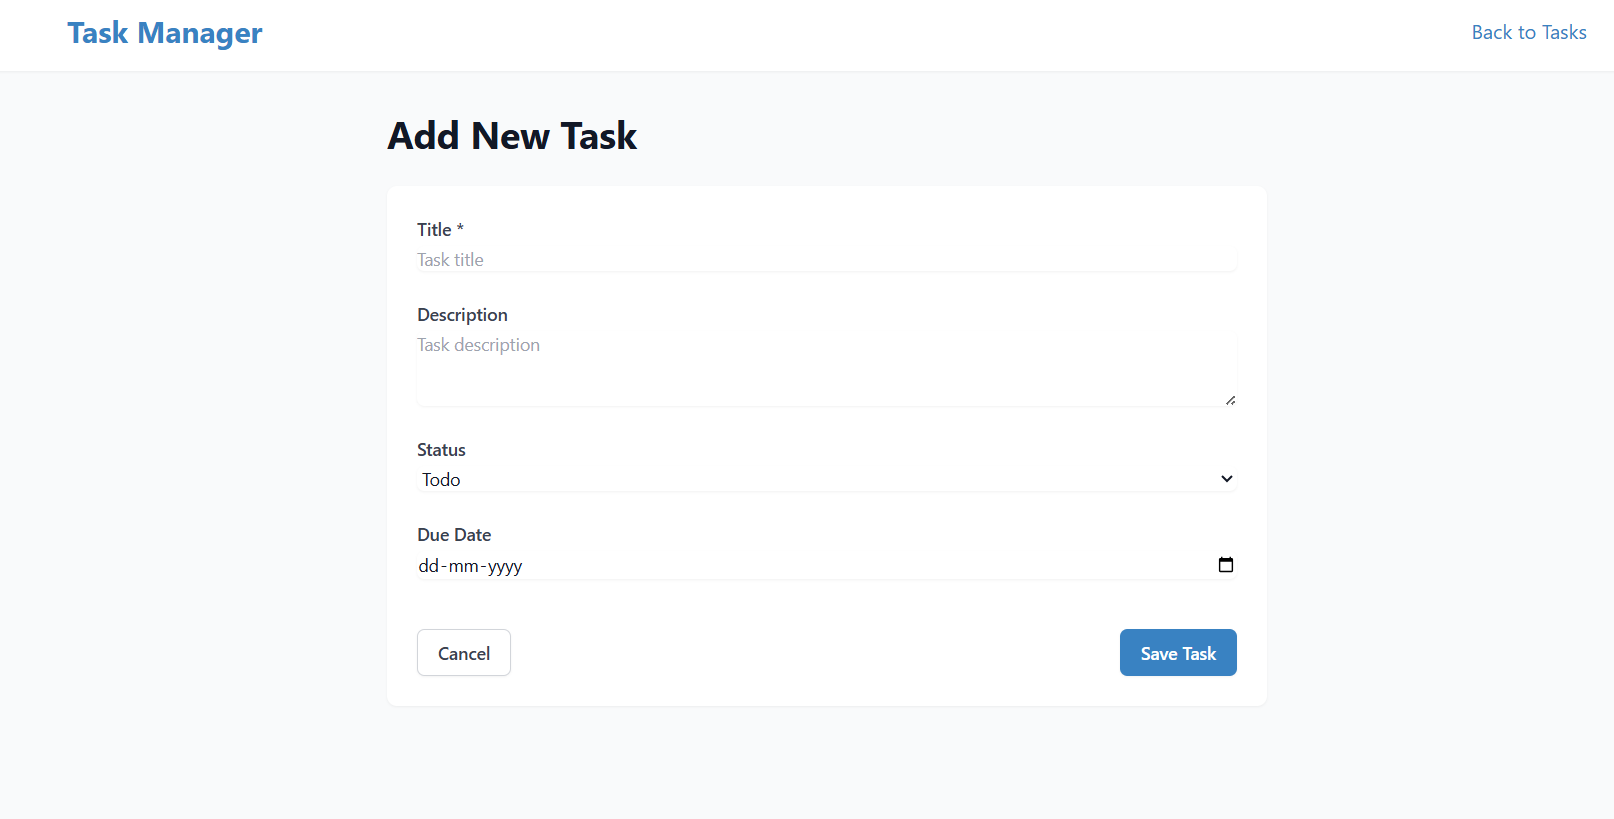 Task Manager
Back to Tasks
Add New Task
Title *
Task title
Description
Task description
Status
Todo
Due Date
dd-mm-yyyy
Cancel
Save Task